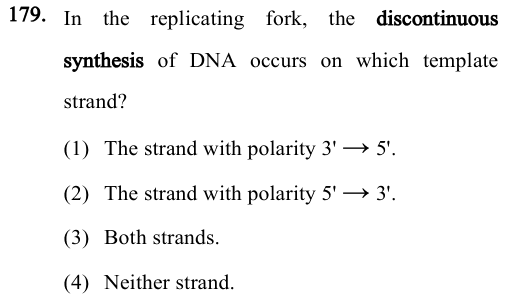 179. In the replicating fork, the discontinuous
synthesis of DNA occurs on which template
strand?
(1) The strand with polarity 3' → 5'.
(2) The strand with polarity 5' → 3'.
(3) Both strands.
(4) Neither strand.